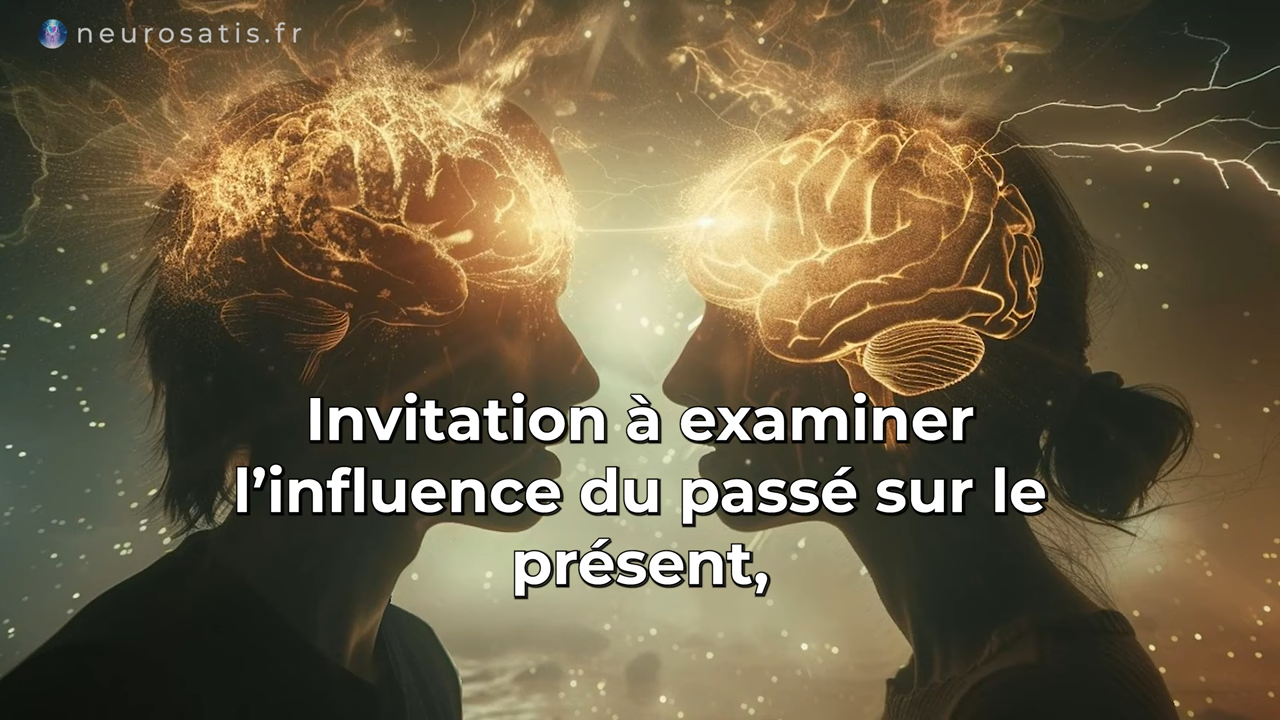 neurosatis.fr
Invitation à examiner
l’influence du passé sur le
présent,